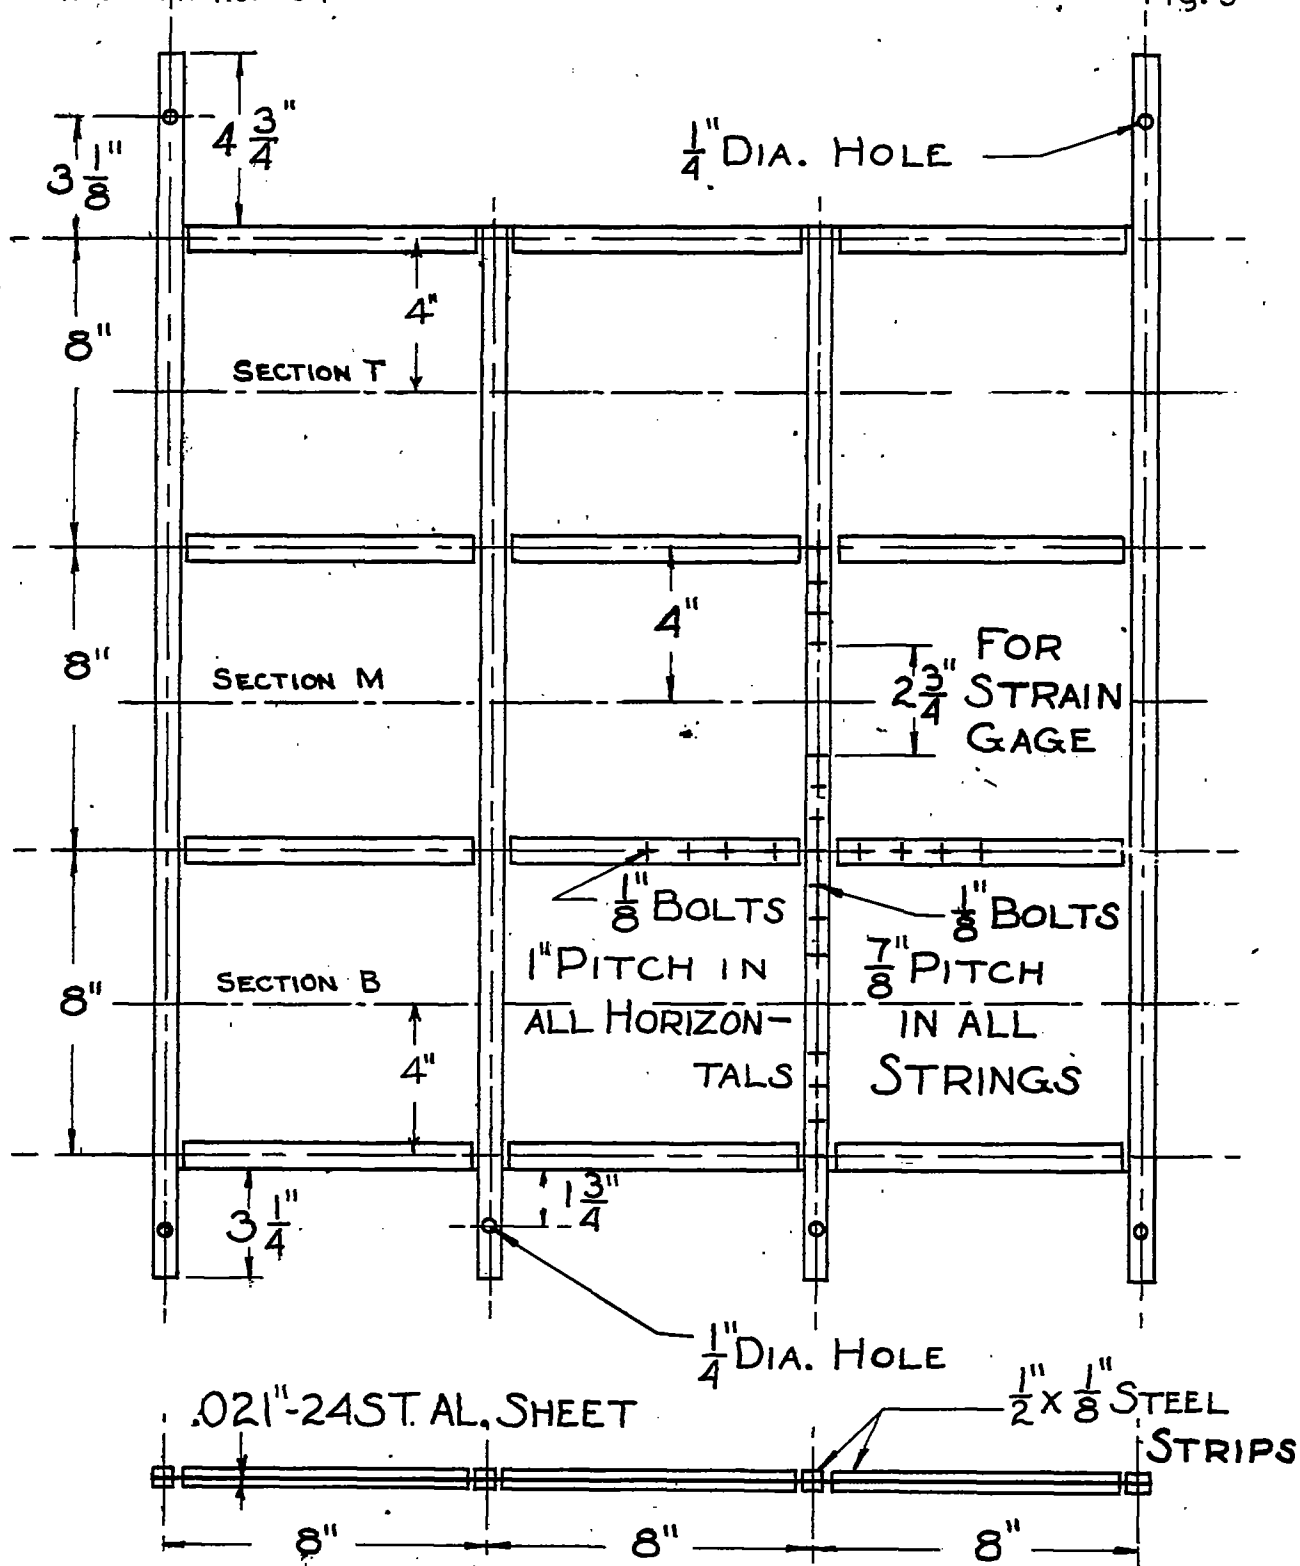 4 3/4"
3 1/8"
1/4" DIA. HOLE
8"
4"
SECTION T
4"
8"
FOR
STRAIN
GAGE
2 3/4"
SECTION M
1/8" BOLTS
1" PITCH IN
ALL HORIZON-
TALS
1/8" BOLTS
7/8" PITCH
IN ALL
STRINGS
SECTION B
8"
4"
3 1/4"
1 3/4"
1/4" DIA. HOLE
.021"-24ST. AL. SHEET
1/2" X 1/8" STEEL
STRIPS
8" 8" 8"